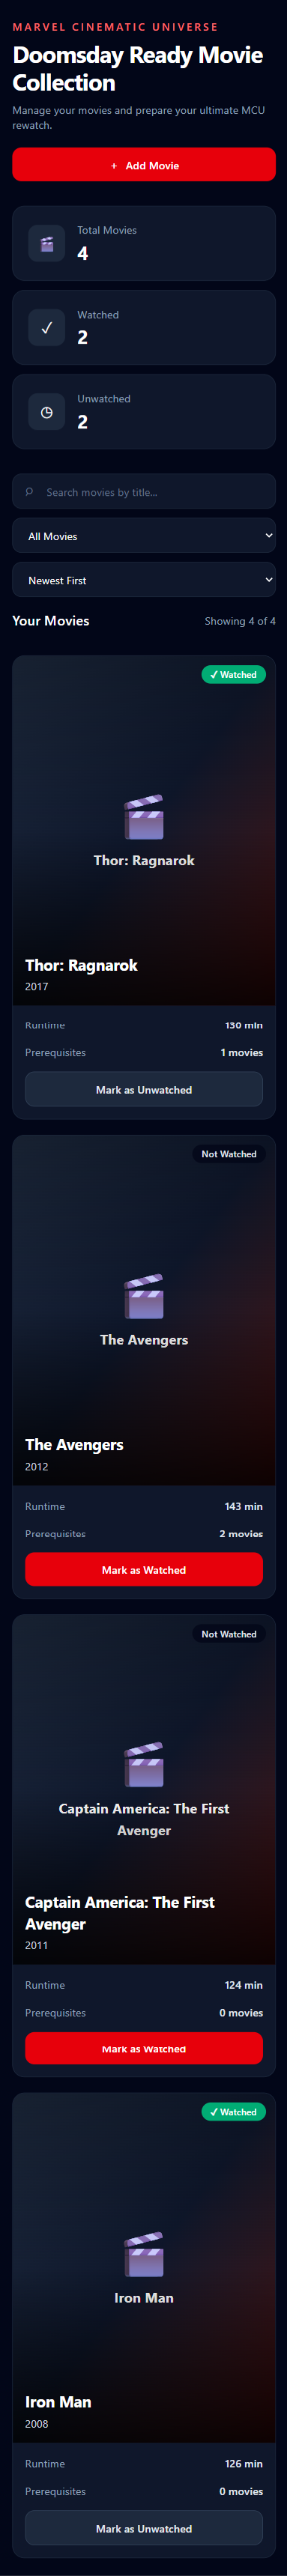 MARVEL CINEMATIC UNIVERSE
Doomsday Ready Movie
Collection
Manage your movies and prepare your ultimate MCU
rewatch.
+ Add Movie
Total Movies
4
✓ Watched
2
Unwatched
2
Search movies by title...
All Movies
Newest First
Your Movies Showing 4 of 4
✓ Watched
Thor: Ragnarok
Thor: Ragnarok
2017
Runtime 130 min
Prerequisites 1 movies
Mark as Unwatched
Not Watched
The Avengers
The Avengers
2012
Runtime 143 min
Prerequisites 2 movies
Mark as Watched
Not Watched
Captain America: The First
Avenger
Captain America: The First
Avenger
2011
Runtime 124 min
Prerequisites 0 movies
Mark as Watched
✓ Watched
Iron Man
Iron Man
2008
Runtime 126 min
Prerequisites 0 movies
Mark as Unwatched